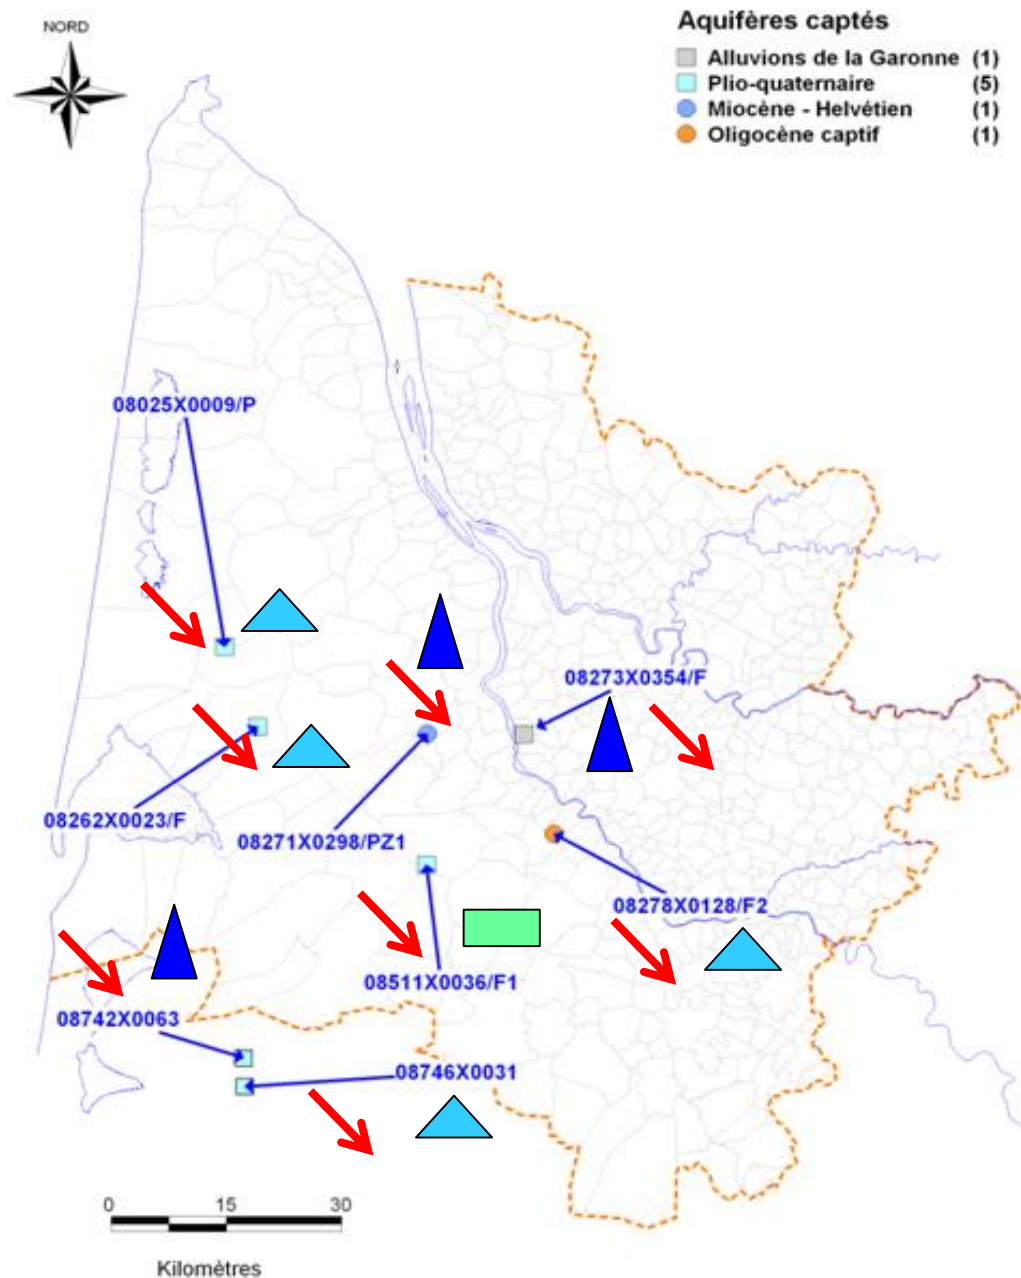 NORD
Aquifères captés
Alluvions de la Garonne (1)
Plio-quaternaire (5)
Miocène - Helvétien (1)
Oligocène captif (1)
08025X0009/P
08273X0354/F
08262X0023/F
08271X0298/PZ1
08278X0128/F2
08511X0036/F1
08742X0063
08746X0031
0 15 30
Kilomètres